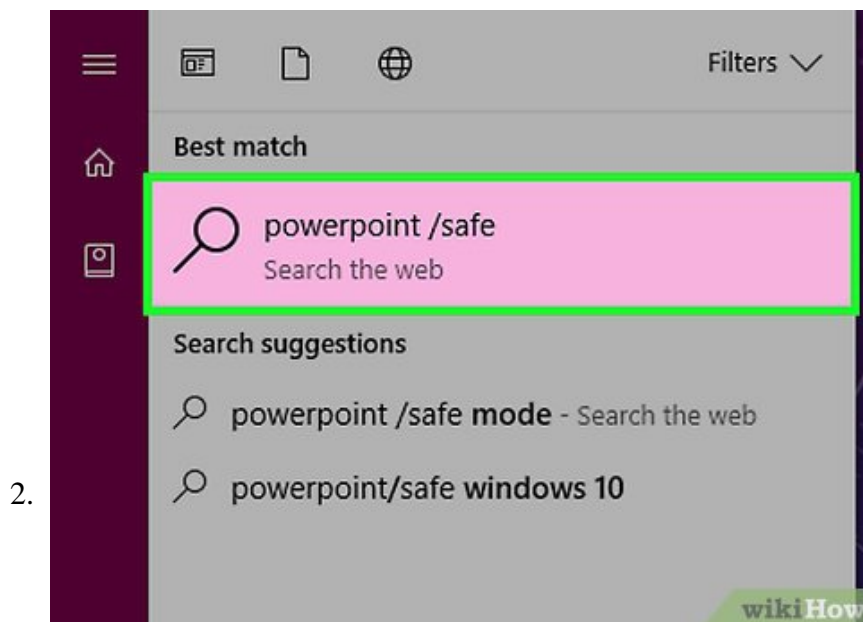 Filters
Best match
powerpoint /safe
Search the web
Search suggestions
powerpoint /safe mode - Search the web
powerpoint/safe windows 10
2.
wikiHow